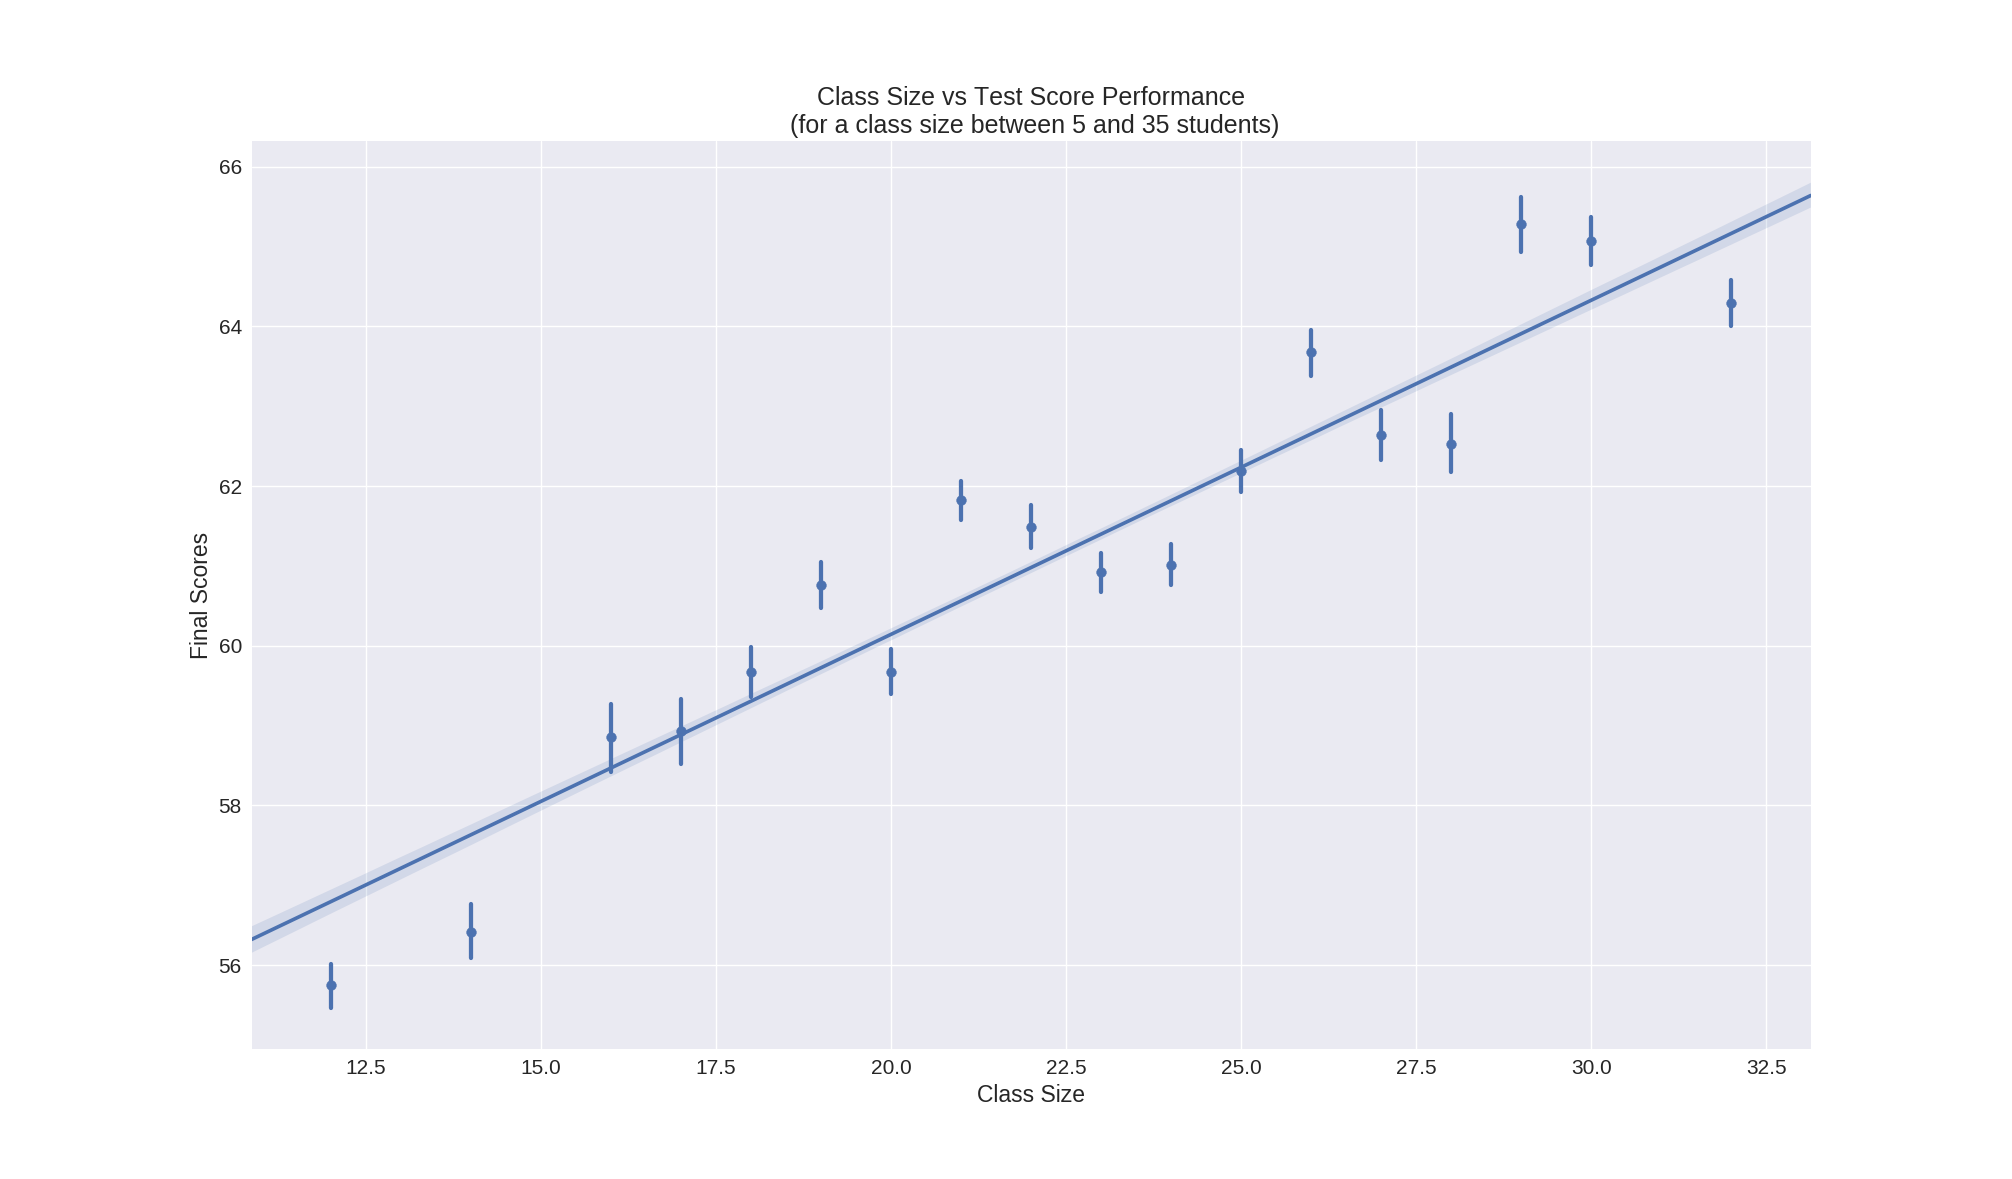 Class Size vs Test Score Performance
(for a class size between 5 and 35 students)
66
64
62
60
58
56
Final Scores
12.5 15.0 17.5 20.0 22.5 25.0 27.5 30.0 32.5
Class Size